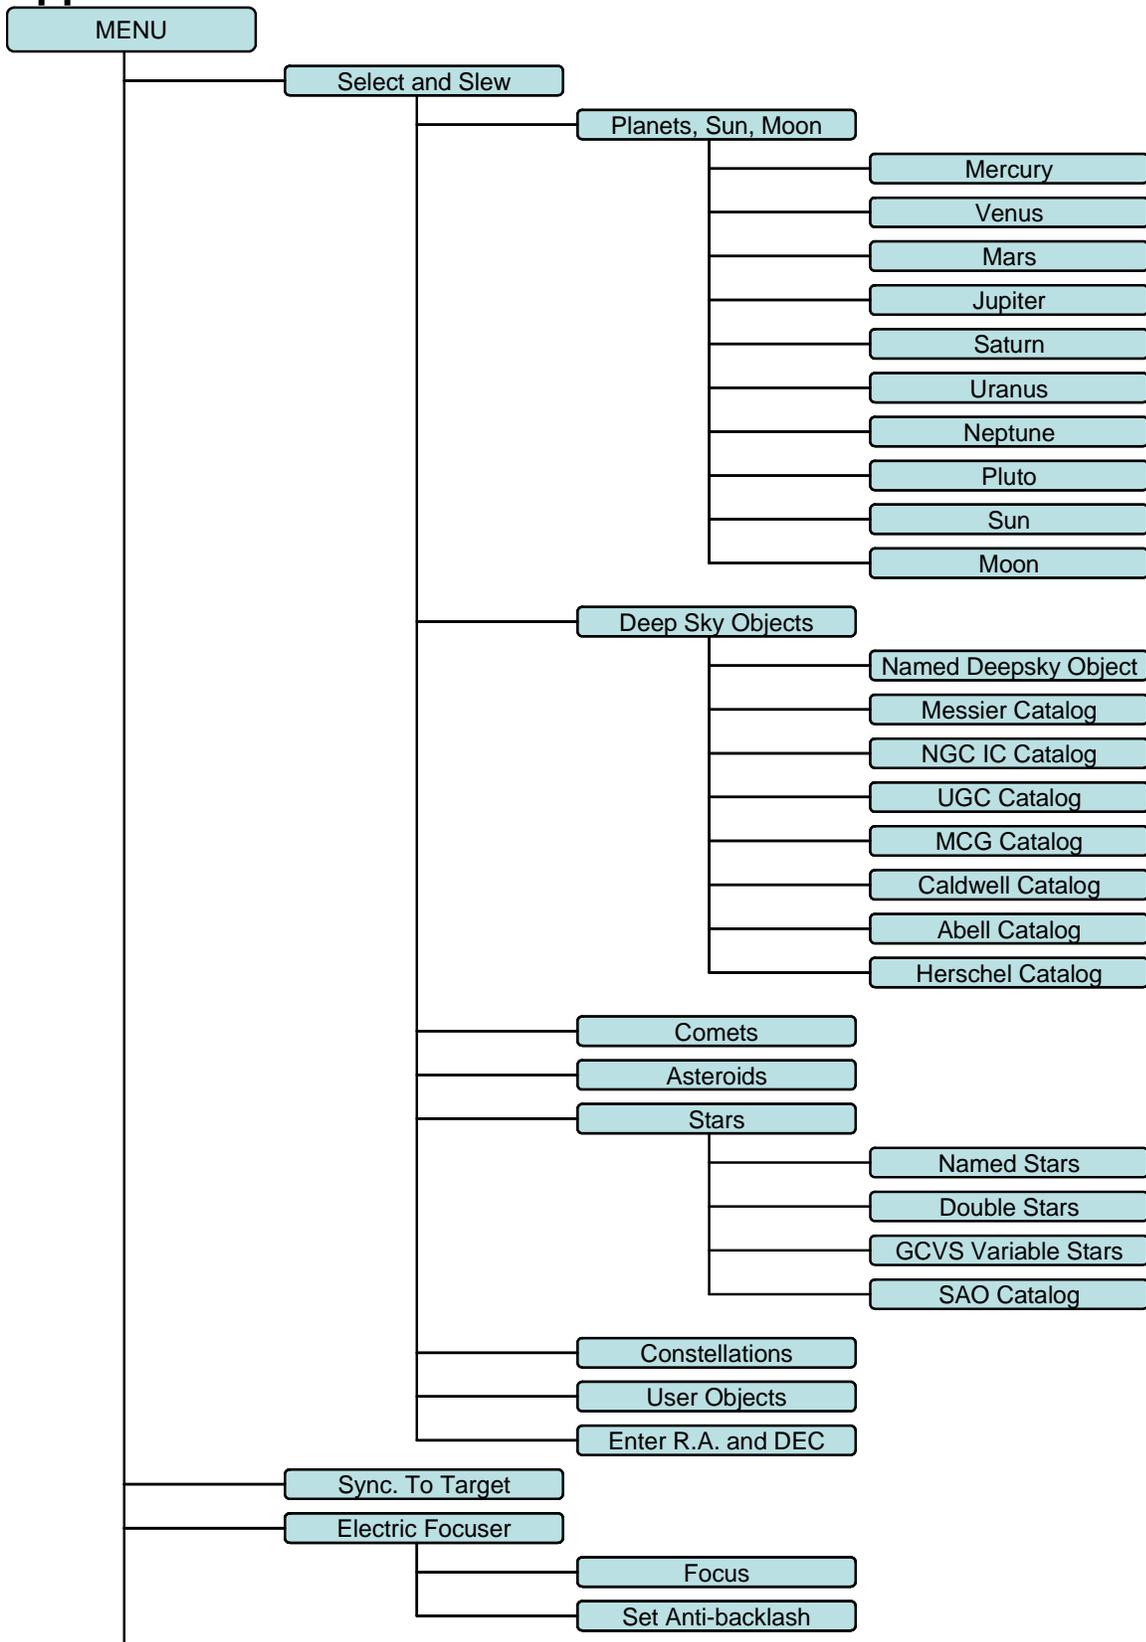 MENU
Select and Slew
Planets, Sun, Moon
Mercury
Venus
Mars
Jupiter
Saturn
Uranus
Neptune
Pluto
Sun
Moon
Deep Sky Objects
Named Deepsky Object
Messier Catalog
NGC IC Catalog
UGC Catalog
MCG Catalog
Caldwell Catalog
Abell Catalog
Herschel Catalog
Comets
Asteroids
Stars
Named Stars
Double Stars
GCVS Variable Stars
SAO Catalog
Constellations
User Objects
Enter R.A. and DEC
Sync. To Target
Electric Focuser
Focus
Set Anti-backlash